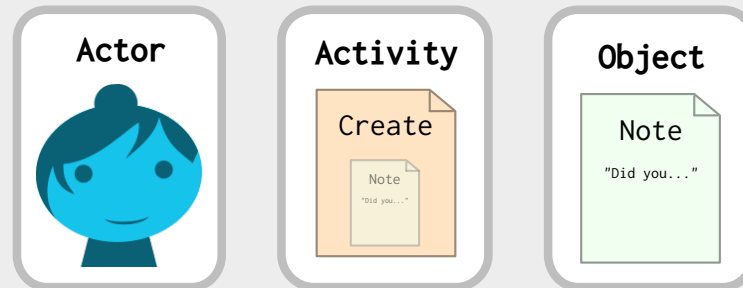 Actor
Activity
Create
Note
"Did you..."
Object
Note
"Did you..."